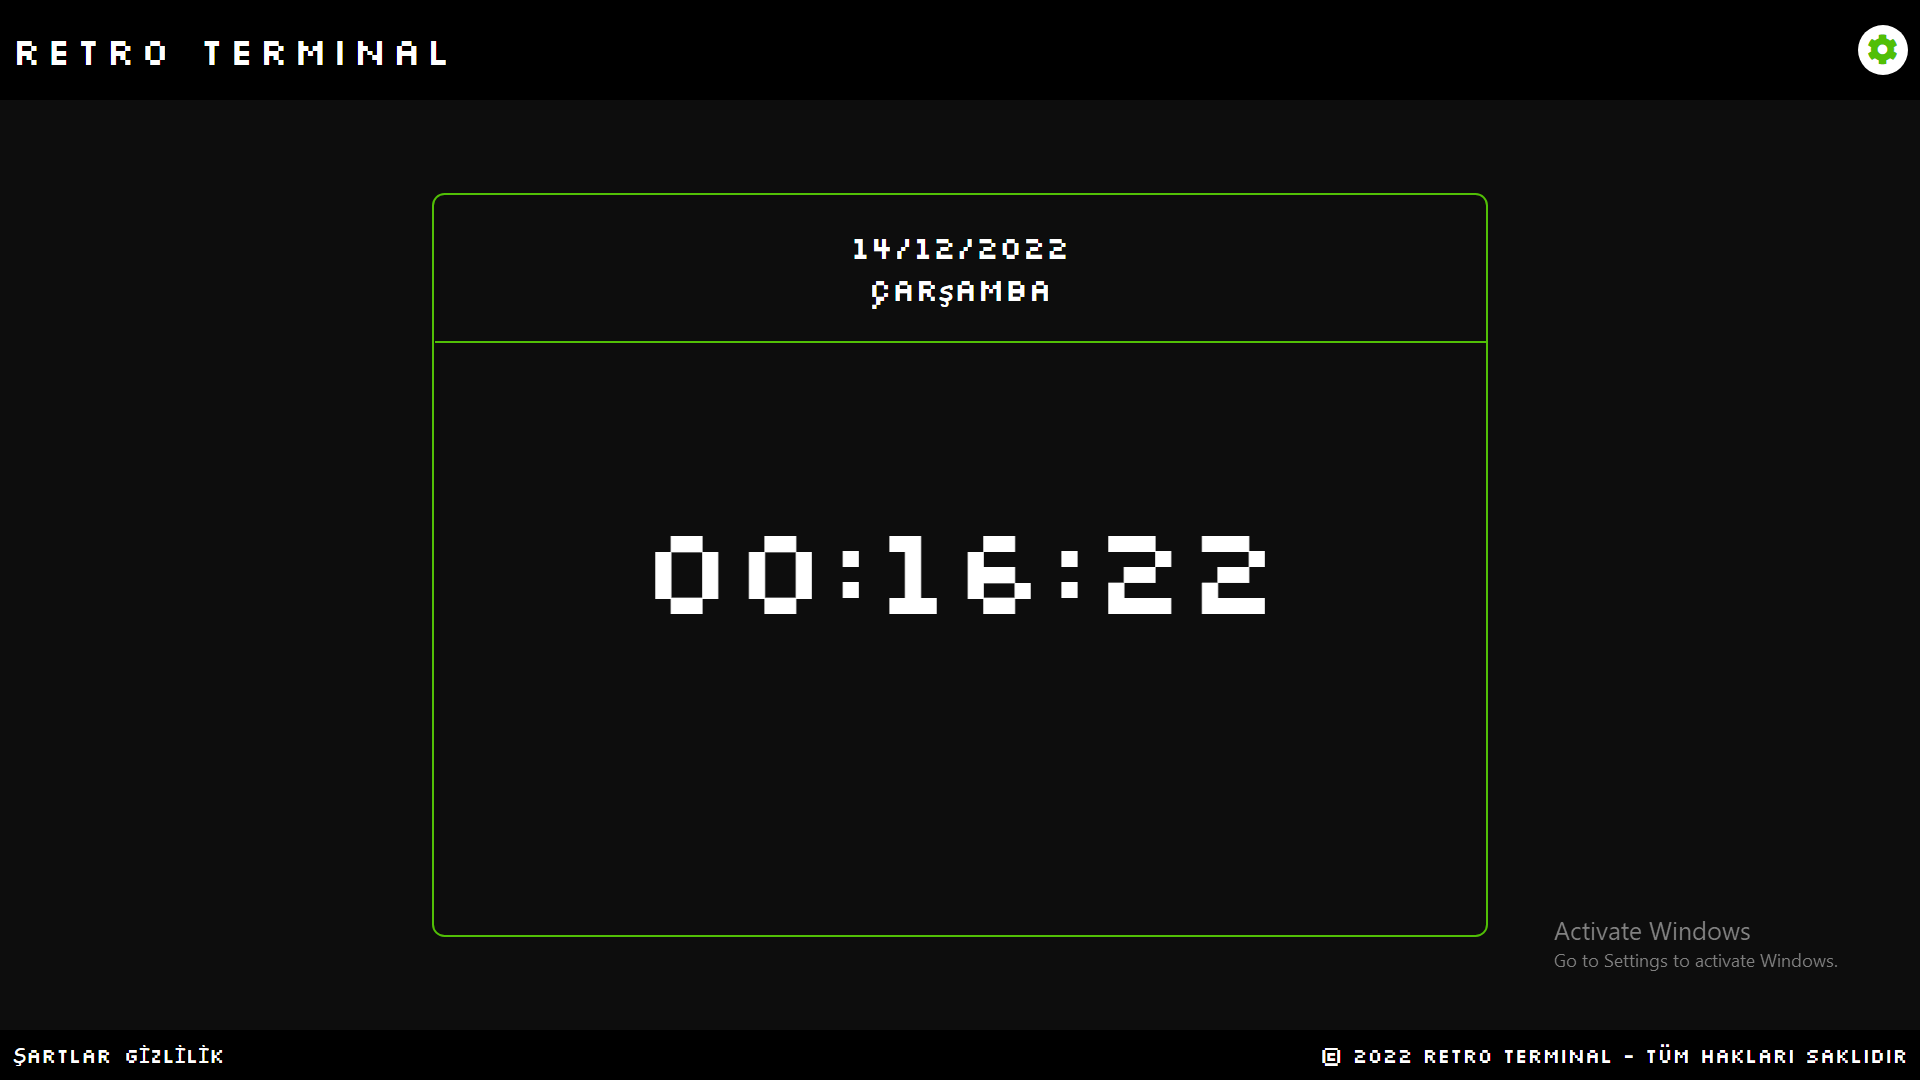 RETRO TERMINAL
14/12/2022
ÇARŞAMBA
00:16:22
Activate Windows
Go to Settings to activate Windows.
ŞARTLAR GİZLİLİK
© 2022 RETRO TERMINAL - TÜM HAKLARI SAKLIDIR